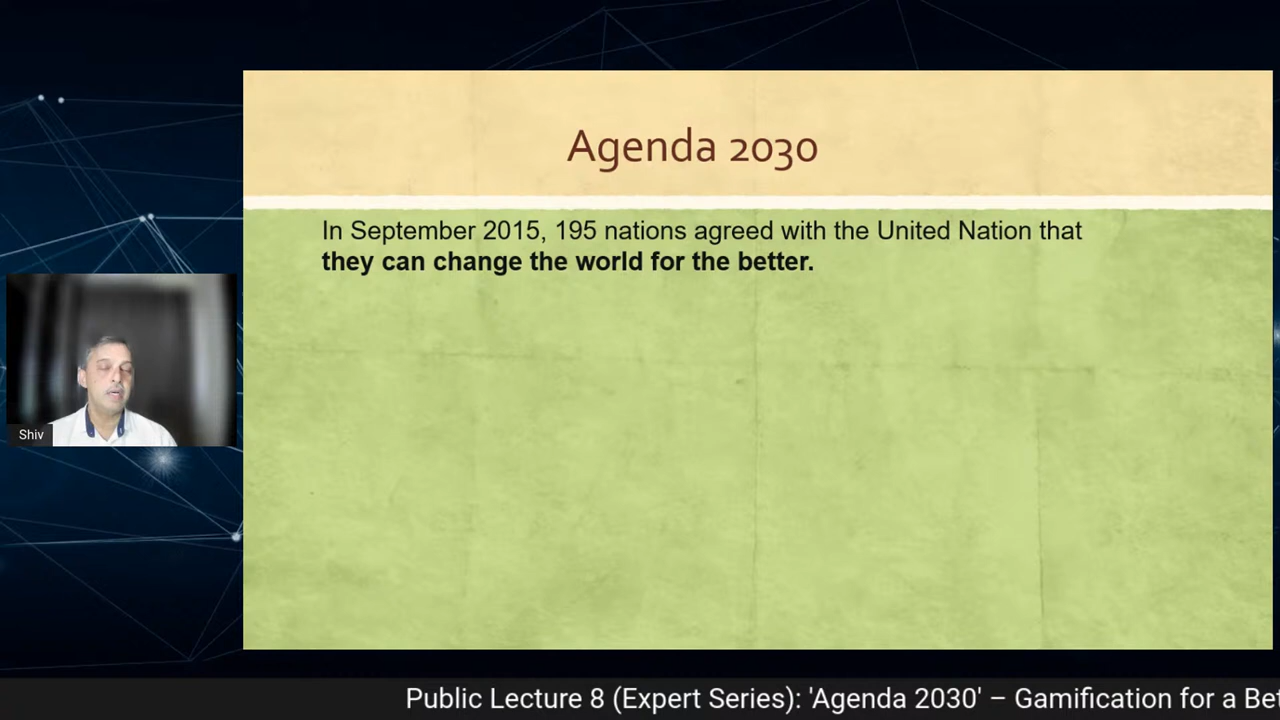 Agenda 2030
In September 2015, 195 nations agreed with the United Nation that
they can change the world for the better.
Shiv
Public Lecture 8 (Expert Series): 'Agenda 2030' – Gamification for a